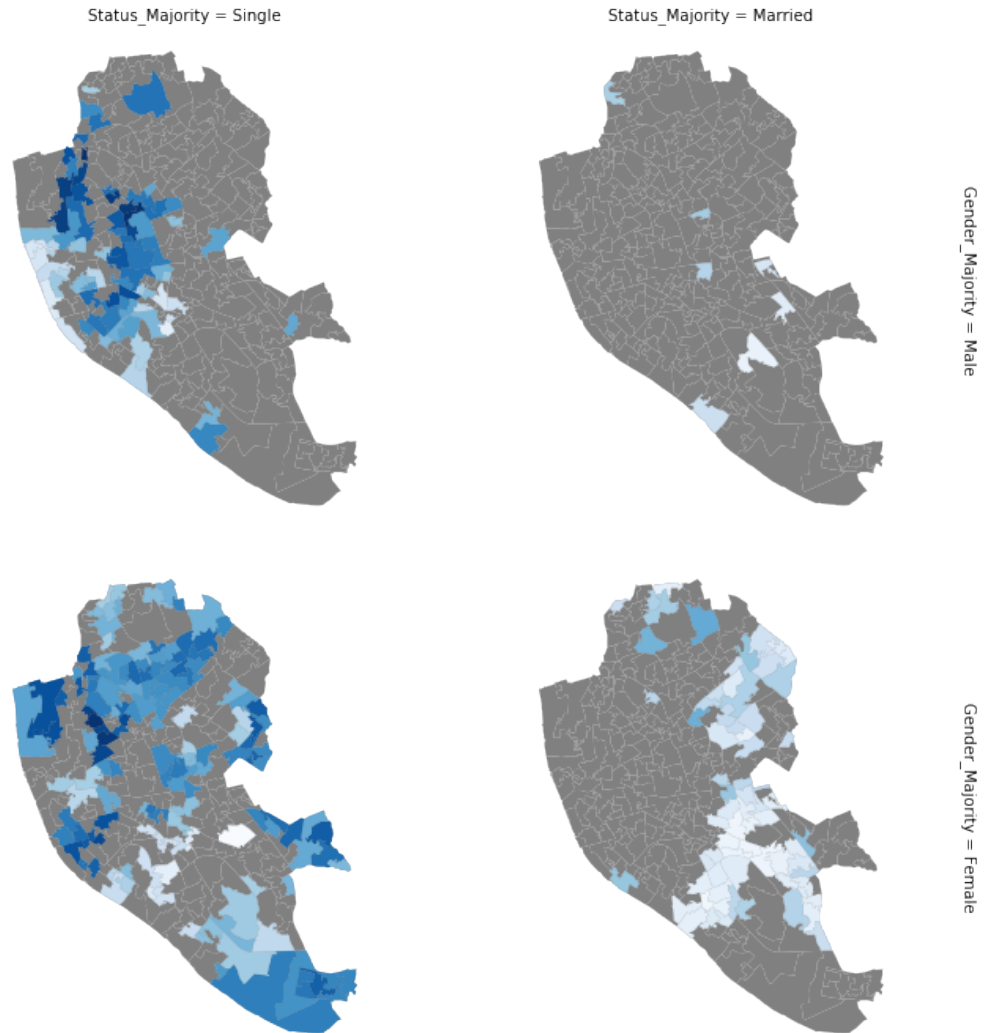 Status_Majority = Single
Status_Majority = Married
Gender_Majority = Male
Gender_Majority = Female